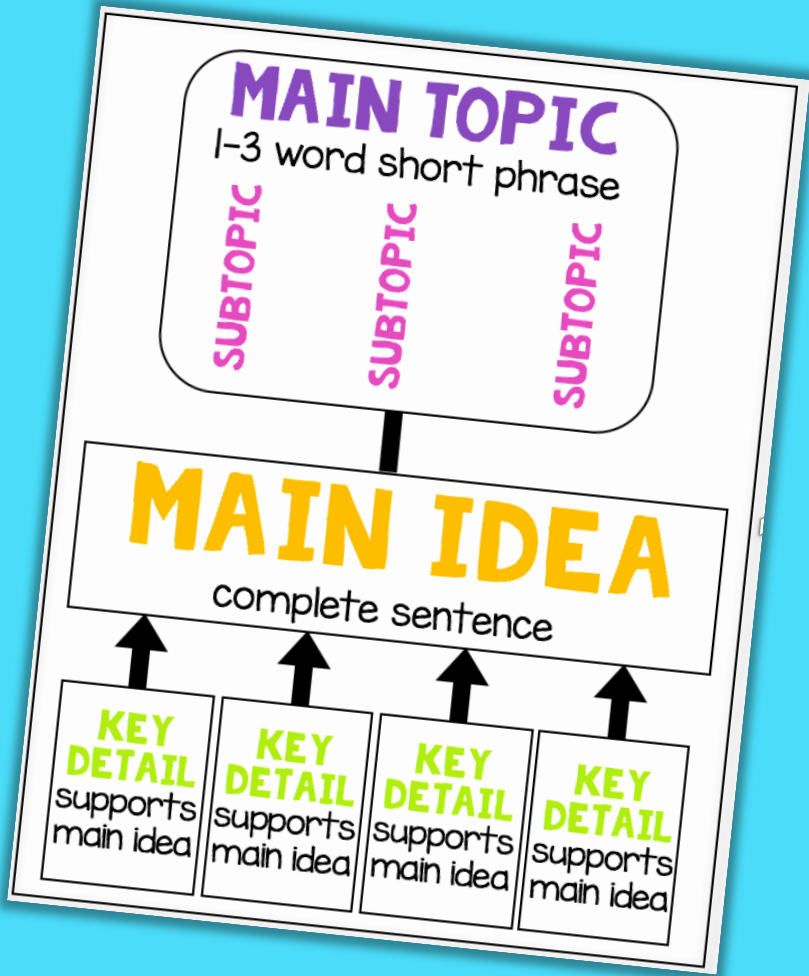 MAIN TOPIC
1-3 word short phrase
SUBTOPIC
SUBTOPIC
SUBTOPIC
MAIN IDEA
complete sentence
KEY
DETAIL
supports
main idea
KEY
DETAIL
supports
main idea
KEY
DETAIL
supports
main idea
KEY
DETAIL
supports
main idea